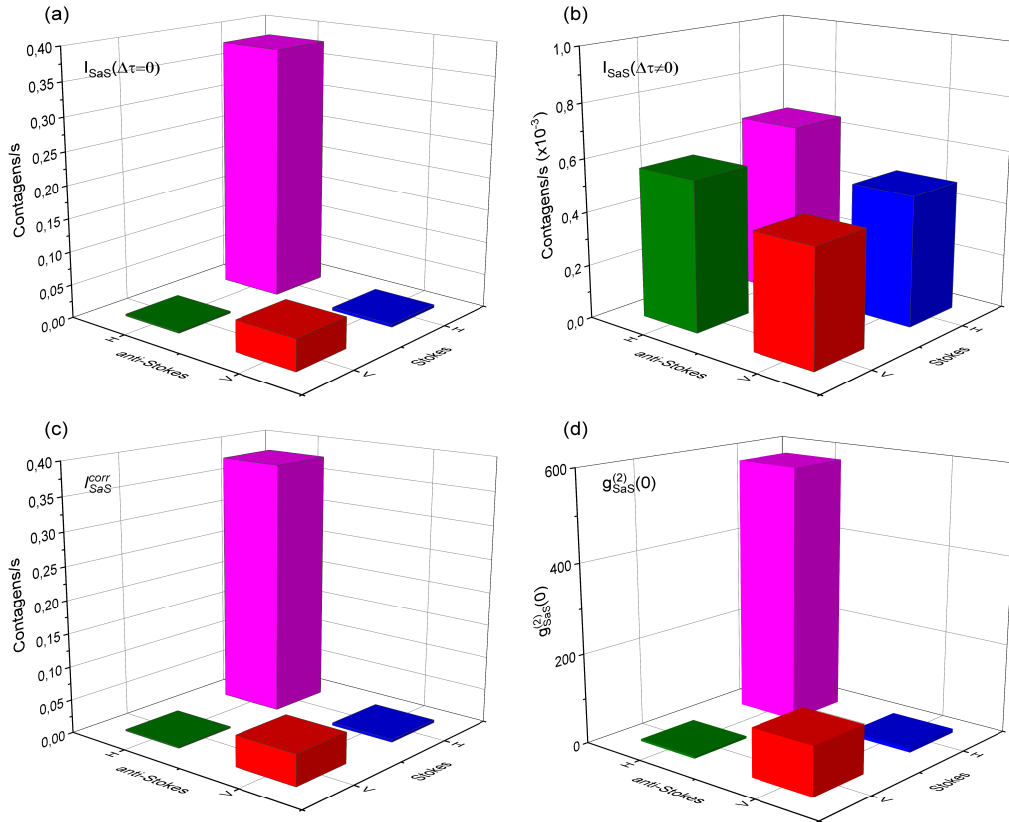 (a)
I_SaS(Δτ=0)
Contagens/s
0,40
0,35
0,30
0,25
0,20
0,15
0,10
0,05
0,00
H
anti-Stokes
V
V
Stokes
H
(b)
I_SaS(Δτ≠0)
Contagens/s (x10⁻³)
1,0
0,8
0,6
0,4
0,2
0,0
H
anti-Stokes
V
V
Stokes
H
(c)
I_SaS^corr
Contagens/s
0,40
0,35
0,30
0,25
0,20
0,15
0,10
0,05
0,00
H
anti-Stokes
V
V
Stokes
H
(d)
g_SaS^(2)(0)
g_SaS^(2)(0)
600
400
200
0
H
anti-Stokes
V
V
Stokes
H